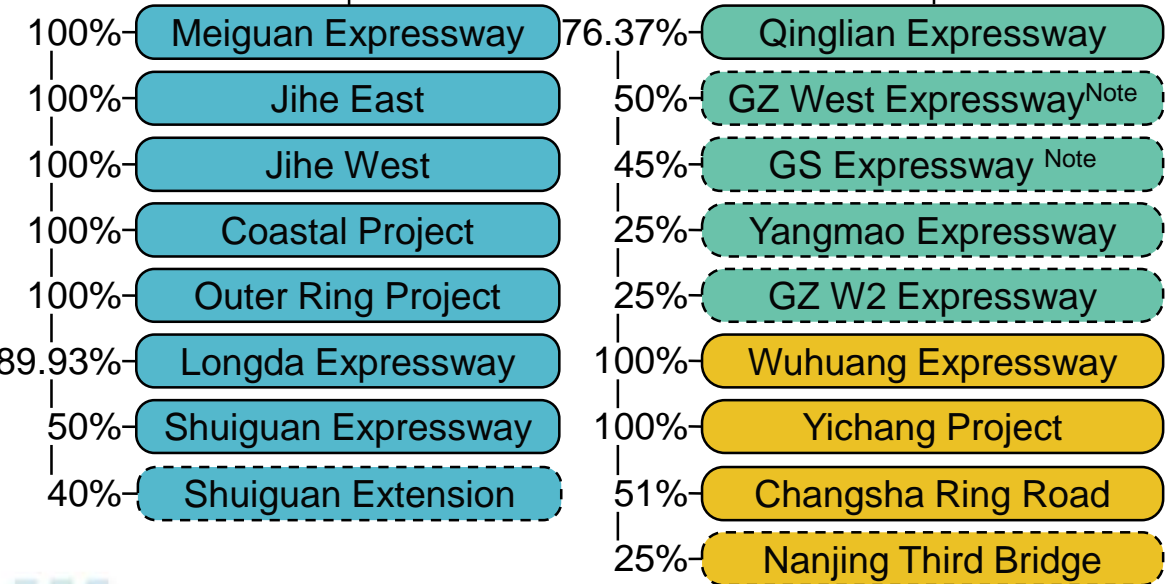 100% Meiguan Expressway
100% Jihe East
100% Jihe West
100% Coastal Project
100% Outer Ring Project
89.93% Longda Expressway
50% Shuiguan Expressway
40% Shuiguan Extension
76.37% Qinglian Expressway
50% GZ West Expressway Note
45% GS Expressway Note
25% Yangmao Expressway
25% GZ W2 Expressway
100% Wuhuang Expressway
100% Yichang Project
51% Changsha Ring Road
25% Nanjing Third Bridge